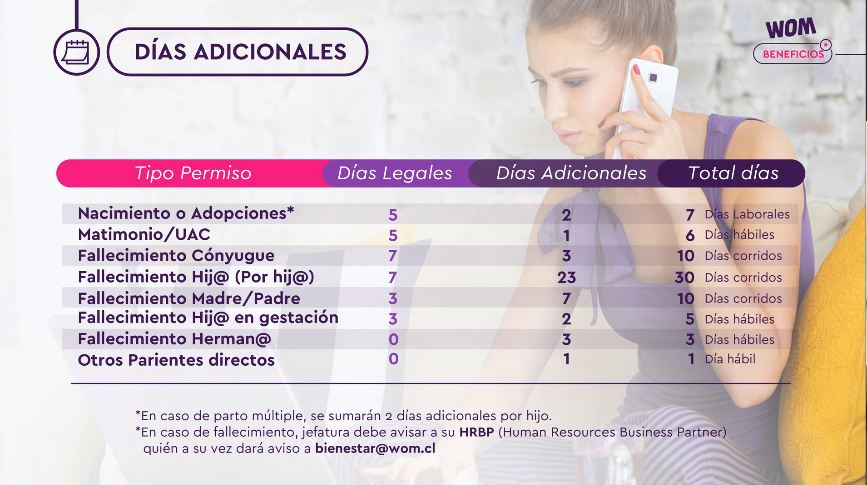 DÍAS ADICIONALES
WOM
BENEFICIOS
Tipo Permiso Días Legales Días Adicionales Total días
Nacimiento o Adopciones* 5 2 7 Días Laborales
Matimonio/UAC 5 1 6 Días hábiles
Fallecimiento Cónyugue 7 3 10 Días corridos
Fallecimiento Hij@ (Por hij@) 7 23 30 Días corridos
Fallecimiento Madre/Padre 3 7 10 Días corridos
Fallecimiento Hij@ en gestación 3 2 5 Días hábiles
Fallecimiento Herman@ 0 3 3 Días hábiles
Otros Parientes directos 0 1 1 Día hábil
*En caso de parto múltiple, se sumarán 2 días adicionales por hijo.
*En caso de fallecimiento, jefatura debe avisar a su HRBP (Human Resources Business Partner)
quién a su vez dará aviso a bienestar@wom.cl